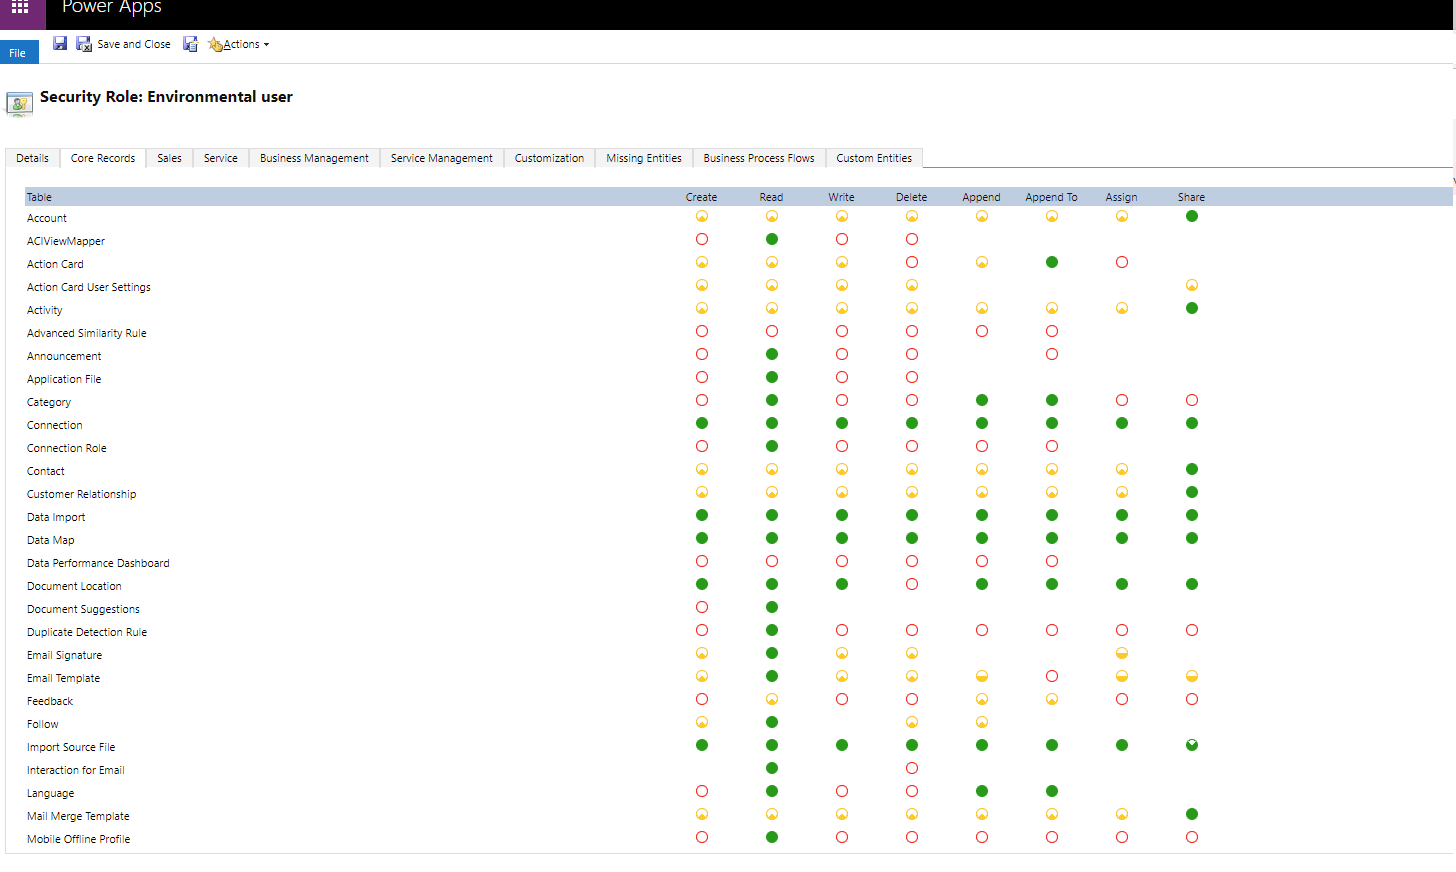 Power Apps
File
Save and Close
Actions
Security Role: Environmental user
Details Core Records Sales Service Business Management Service Management Customization Missing Entities Business Process Flows Custom Entities
Table Create Read Write Delete Append Append To Assign Share
Account
ACIViewMapper
Action Card
Action Card User Settings
Activity
Advanced Similarity Rule
Announcement
Application File
Category
Connection
Connection Role
Contact
Customer Relationship
Data Import
Data Map
Data Performance Dashboard
Document Location
Document Suggestions
Duplicate Detection Rule
Email Signature
Email Template
Feedback
Follow
Import Source File
Interaction for Email
Language
Mail Merge Template
Mobile Offline Profile